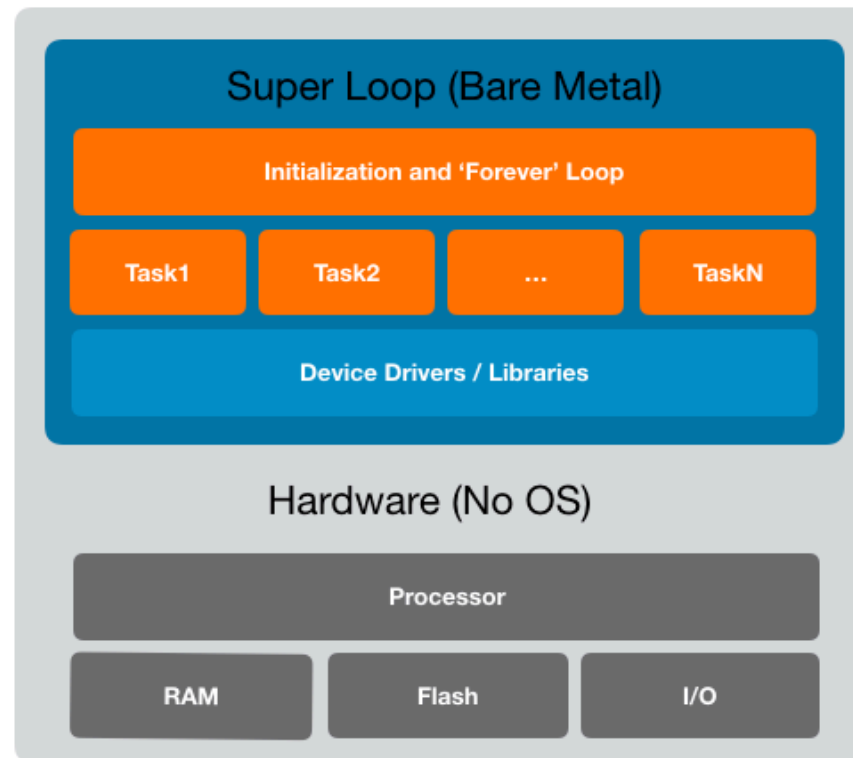 Super Loop (Bare Metal)
Initialization and ‘Forever’ Loop
Task1
Task2
...
TaskN
Device Drivers / Libraries
Hardware (No OS)
Processor
RAM
Flash
I/O